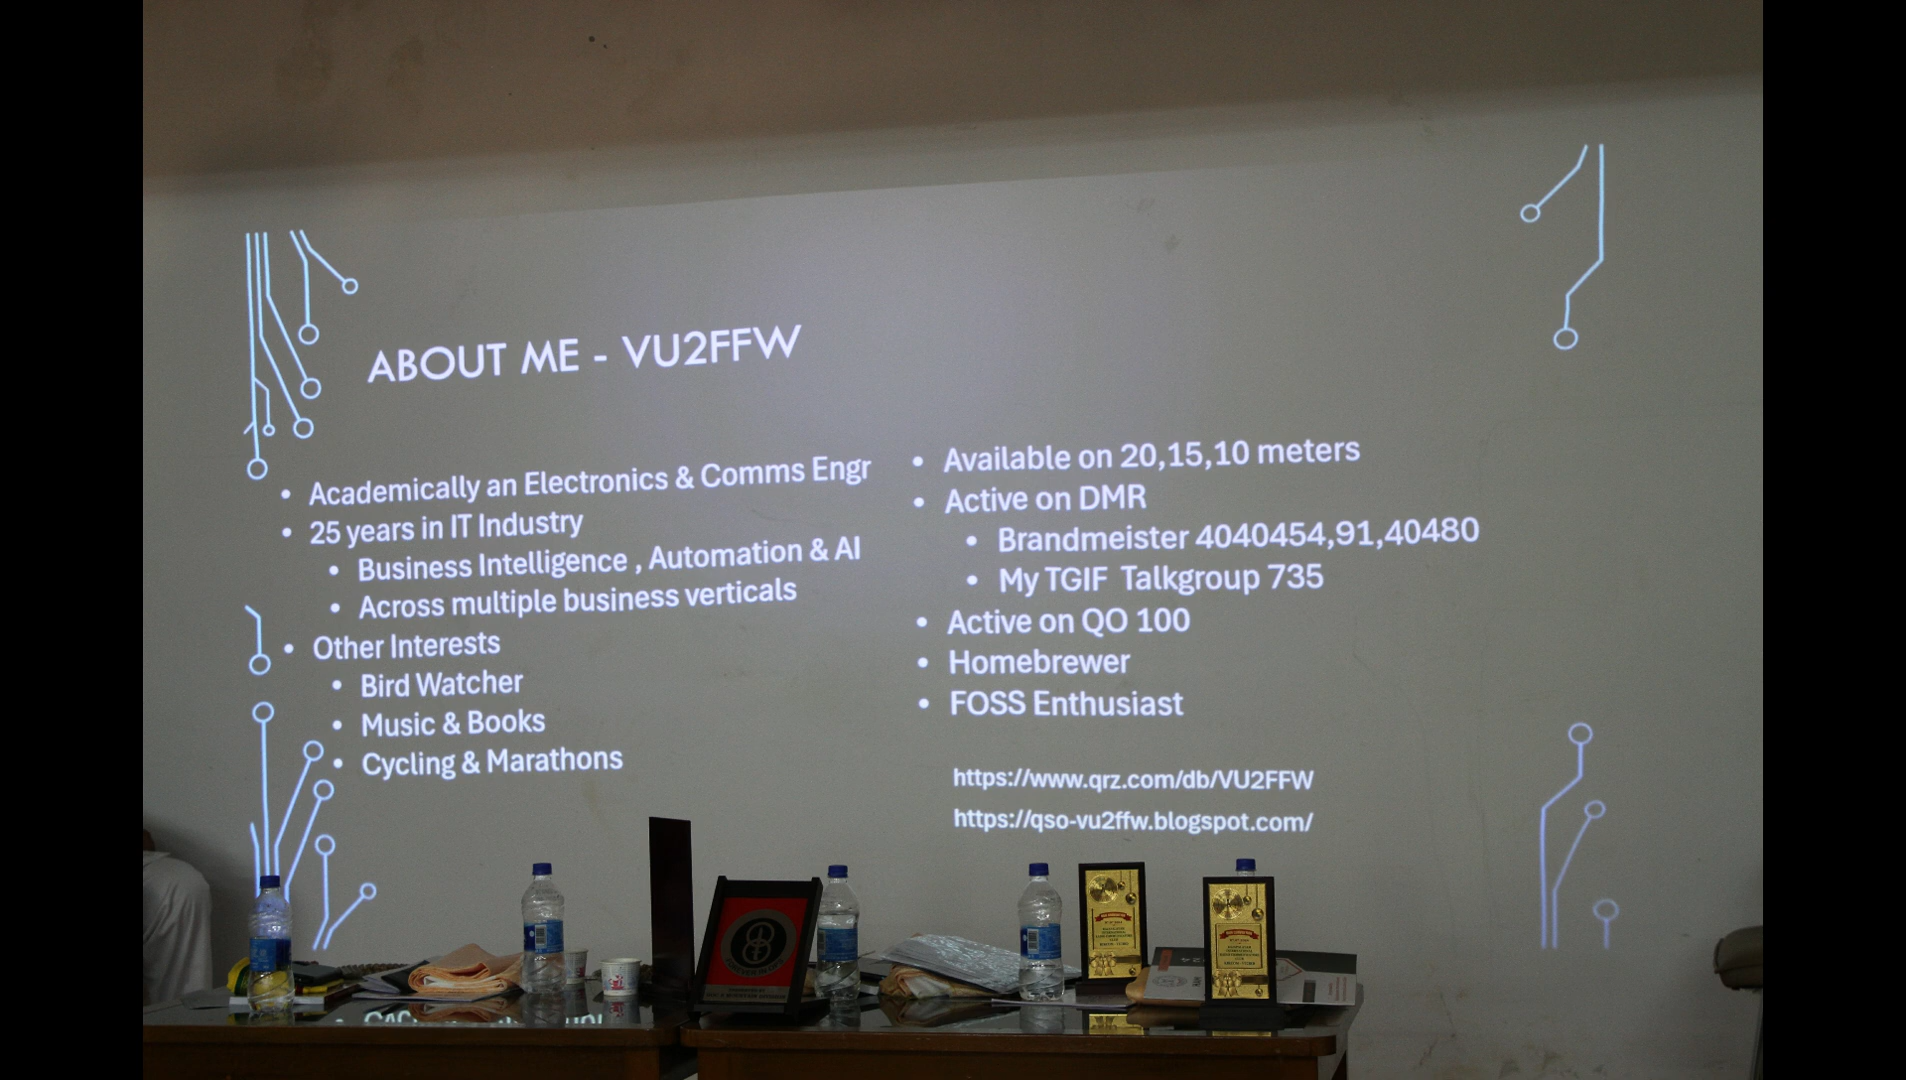 ABOUT ME - VU2FFW
• Academically an Electronics & Comms Engr
• 25 years in IT Industry
• Business Intelligence , Automation & AI
• Across multiple business verticals
• Other Interests
• Bird Watcher
• Music & Books
• Cycling & Marathons
• Available on 20,15,10 meters
• Active on DMR
• Brandmeister 4040454,91,40480
• My TGIF Talkgroup 735
• Active on QO 100
• Homebrewer
• FOSS Enthusiast
https://www.qrz.com/db/VU2FFW
https://qso-vu2ffw.blogspot.com/